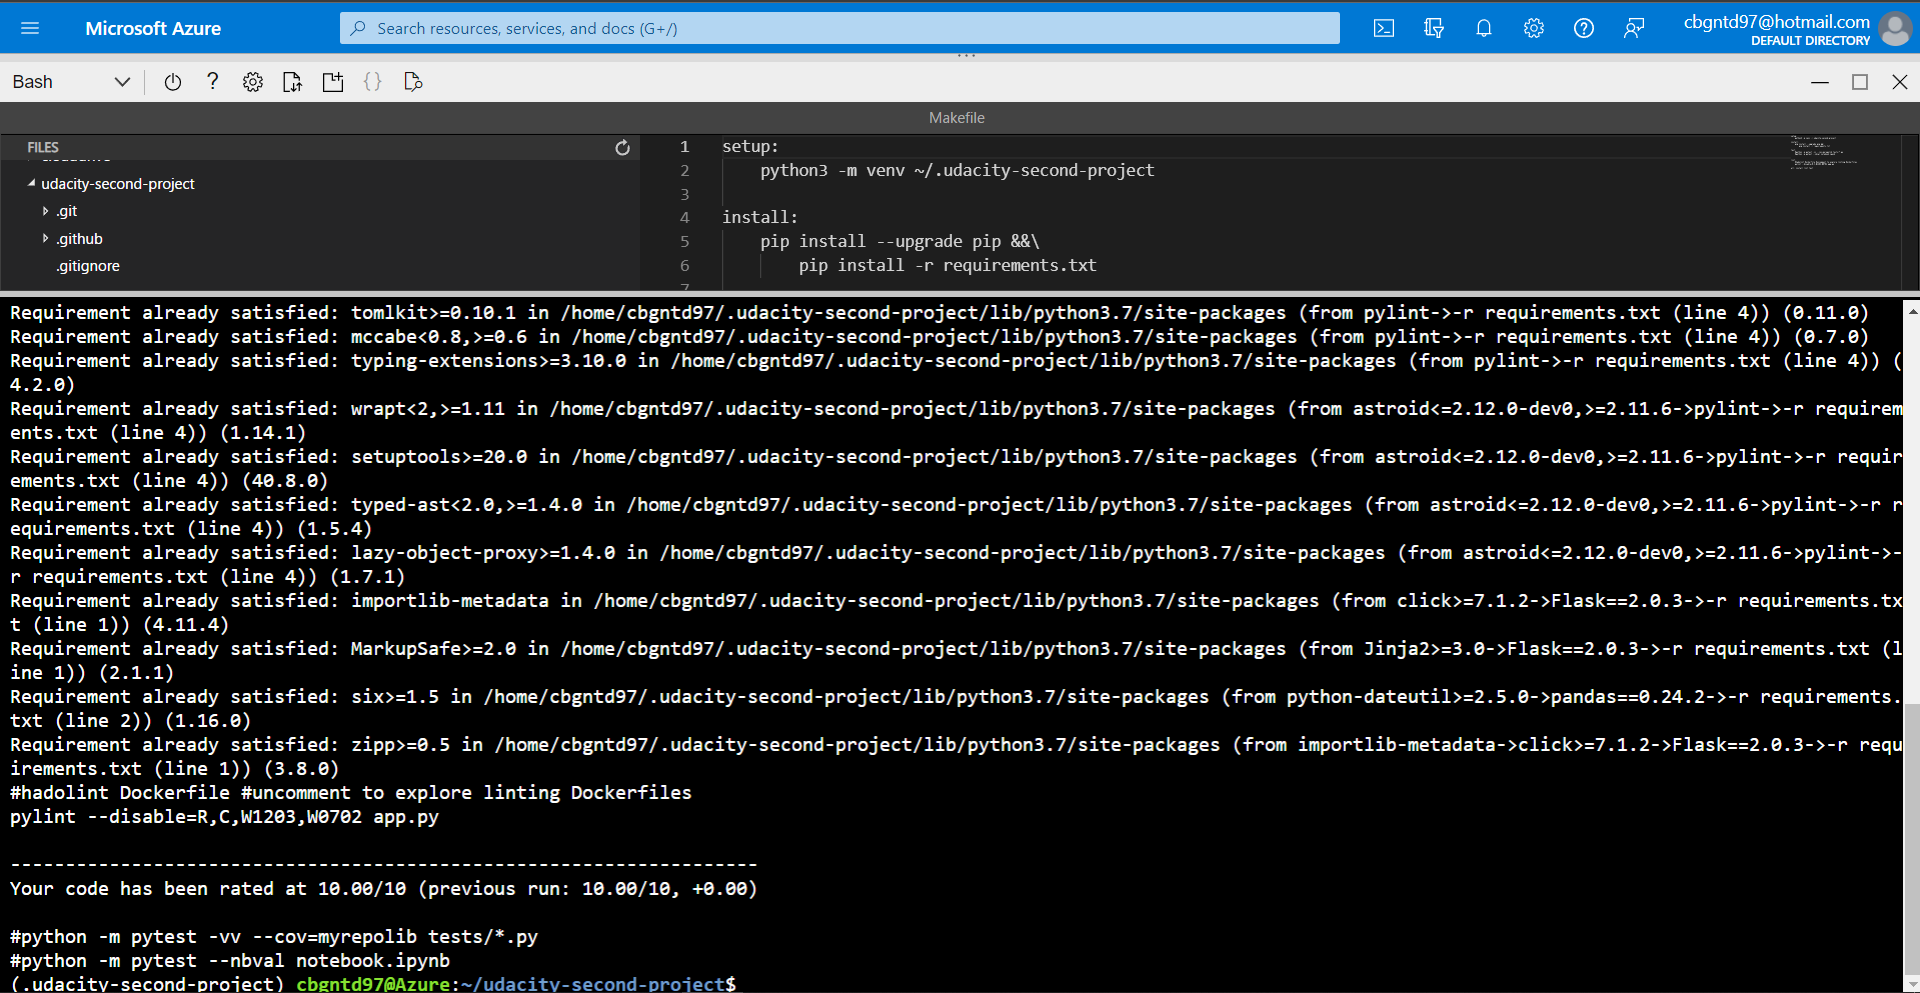 Microsoft Azure
Search resources, services, and docs (G+/)
cbgntd97@hotmail.com
DEFAULT DIRECTORY
Bash
Makefile
FILES
udacity-second-project
.git
.github
.gitignore
1 setup:
2 python3 -m venv ~/.udacity-second-project
3
4 install:
5 pip install --upgrade pip &&\
6 pip install -r requirements.txt
7
Requirement already satisfied: tomlkit>=0.10.1 in /home/cbgntd97/.udacity-second-project/lib/python3.7/site-packages (from pylint->-r requirements.txt (line 4)) (0.11.0)
Requirement already satisfied: mccabe<0.8,>=0.6 in /home/cbgntd97/.udacity-second-project/lib/python3.7/site-packages (from pylint->-r requirements.txt (line 4)) (0.7.0)
Requirement already satisfied: typing-extensions>=3.10.0 in /home/cbgntd97/.udacity-second-project/lib/python3.7/site-packages (from pylint->-r requirements.txt (line 4)) (
4.2.0)
Requirement already satisfied: wrapt<2,>=1.11 in /home/cbgntd97/.udacity-second-project/lib/python3.7/site-packages (from astroid<=2.12.0-dev0,>=2.11.6->pylint->-r requirem
ents.txt (line 4)) (1.14.1)
Requirement already satisfied: setuptools>=20.0 in /home/cbgntd97/.udacity-second-project/lib/python3.7/site-packages (from astroid<=2.12.0-dev0,>=2.11.6->pylint->-r requir
ements.txt (line 4)) (40.8.0)
Requirement already satisfied: typed-ast<2.0,>=1.4.0 in /home/cbgntd97/.udacity-second-project/lib/python3.7/site-packages (from astroid<=2.12.0-dev0,>=2.11.6->pylint->-r r
equirements.txt (line 4)) (1.5.4)
Requirement already satisfied: lazy-object-proxy>=1.4.0 in /home/cbgntd97/.udacity-second-project/lib/python3.7/site-packages (from astroid<=2.12.0-dev0,>=2.11.6->pylint->-
r requirements.txt (line 4)) (1.7.1)
Requirement already satisfied: importlib-metadata in /home/cbgntd97/.udacity-second-project/lib/python3.7/site-packages (from click>=7.1.2->Flask==2.0.3->-r requirements.tx
t (line 1)) (4.11.4)
Requirement already satisfied: MarkupSafe>=2.0 in /home/cbgntd97/.udacity-second-project/lib/python3.7/site-packages (from Jinja2>=3.0->Flask==2.0.3->-r requirements.txt (l
ine 1)) (2.1.1)
Requirement already satisfied: six>=1.5 in /home/cbgntd97/.udacity-second-project/lib/python3.7/site-packages (from python-dateutil>=2.5.0->pandas==0.24.2->-r requirements.
txt (line 2)) (1.16.0)
Requirement already satisfied: zipp>=0.5 in /home/cbgntd97/.udacity-second-project/lib/python3.7/site-packages (from importlib-metadata->click>=7.1.2->Flask==2.0.3->-r requ
irements.txt (line 1)) (3.8.0)
#hadolint Dockerfile #uncomment to explore linting Dockerfiles
pylint --disable=R,C,W1203,W0702 app.py
--------------------------------------------------------------------
Your code has been rated at 10.00/10 (previous run: 10.00/10, +0.00)
#python -m pytest -vv --cov=myrepolib tests/*.py
#python -m pytest --nbval notebook.ipynb
(.udacity-second-project) cbgntd97@Azure:~/udacity-second-project$